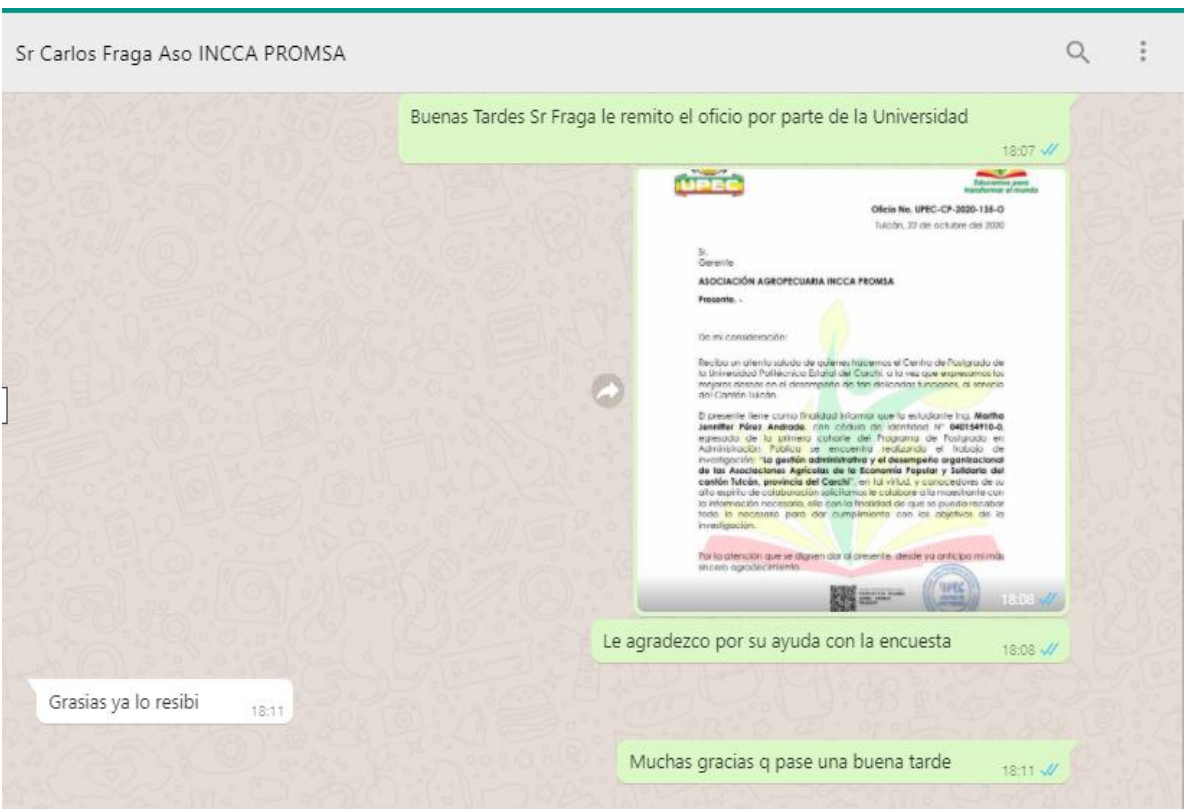 Sr Carlos Fraga Aso INCCA PROMSA
Buenas Tardes Sr Fraga le remito el oficio por parte de la Universidad
18:07
UPEC
Educamos para
transformar el mundo
Oficio No. UPEC-CP-2020-135-O
Tulcán, 22 de octubre del 2020
Sr.
Gerente
ASOCIACIÓN AGROPECUARIA INCCA PROMSA
Presente. -
De mi consideración:
Reciba un atento saludo de quienes hacemos el Centro de Postgrado de
la Universidad Politécnica Estatal del Carchi, a la vez que expresamos los
mejores deseos en el desempeño de tan delicadas funciones, al servicio
del Cantón Tulcán.
El presente tiene como finalidad informar que la estudiante Ing. Martha
Jenniffer Pérez Andrade, con cédula de identidad N° 040154910-0,
egresada de la primera cohorte del Programa de Postgrado en
Administración Pública se encuentra realizando el trabajo de
investigación: "La gestión administrativa y el desempeño organizacional
de las Asociaciones Agrícolas de la Economía Popular y Solidaria del
cantón Tulcán, provincia del Carchi", en tal virtud, y conocedores de su
alto espíritu de colaboración solicitamos le colabore a la maestrante con
la información necesaria, ello con la finalidad de que se pueda recabar
todo lo necesario para dar cumplimiento con los objetivos de la
investigación.
Por la atención que se dignen dar al presente, desde ya anticipo mi más
sincero agradecimiento.
UPEC
18:08
Le agradezco por su ayuda con la encuesta
18:08
Grasias ya lo resibi
18:11
Muchas gracias q pase una buena tarde
18:11